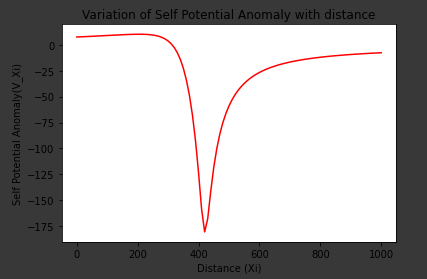 Variation of Self Potential Anomaly with distance
Self Potential Anomaly(V_Xi)
0
−25
−50
−75
−100
−125
−150
−175
0 200 400 600 800 1000
Distance (Xi)